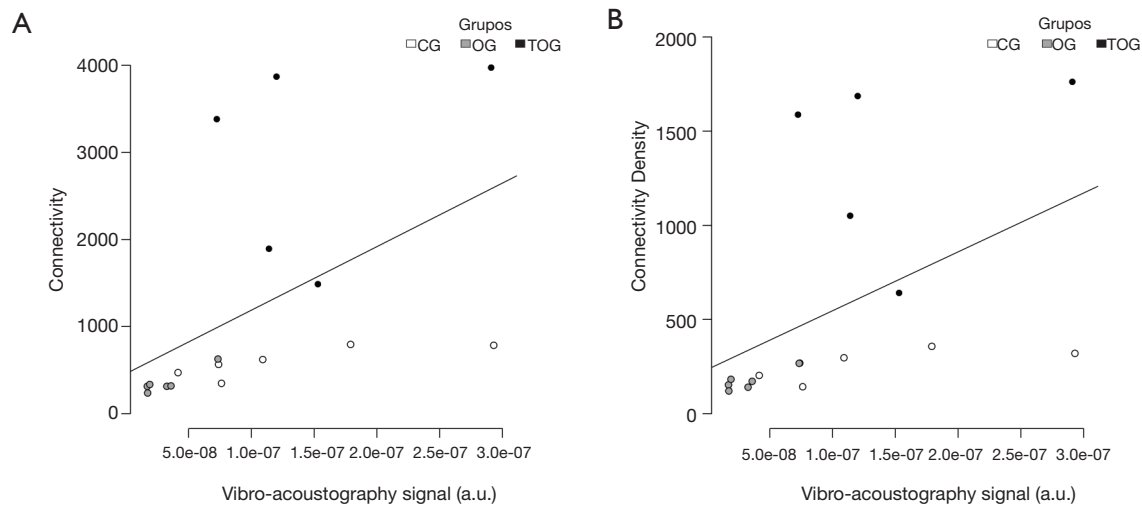 A
Grupos
CG OG TOG
Connectivity
4000
3000
2000
1000
0
5.0e-08 1.0e-07 1.5e-07 2.0e-07 2.5e-07 3.0e-07
Vibro-acoustography signal (a.u.)
B
Grupos
CG OG TOG
Connectivity Density
2000
1500
1000
500
0
5.0e-08 1.0e-07 1.5e-07 2.0e-07 2.5e-07 3.0e-07
Vibro-acoustography signal (a.u.)